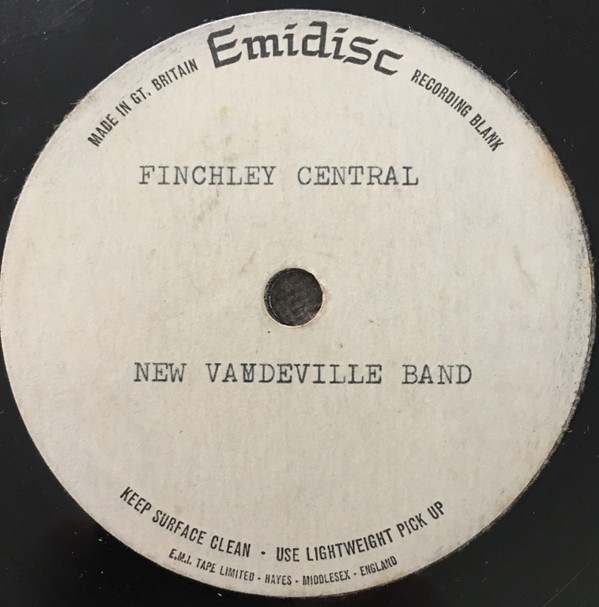 Emidisc
MADE IN GT. BRITAIN
RECORDING BLANK
FINCHLEY CENTRAL
NEW VAUDEVILLE BAND
KEEP SURFACE CLEAN - USE LIGHTWEIGHT PICK UP
E.M.I. TAPE LIMITED - HAYES - MIDDLESEX - ENGLAND